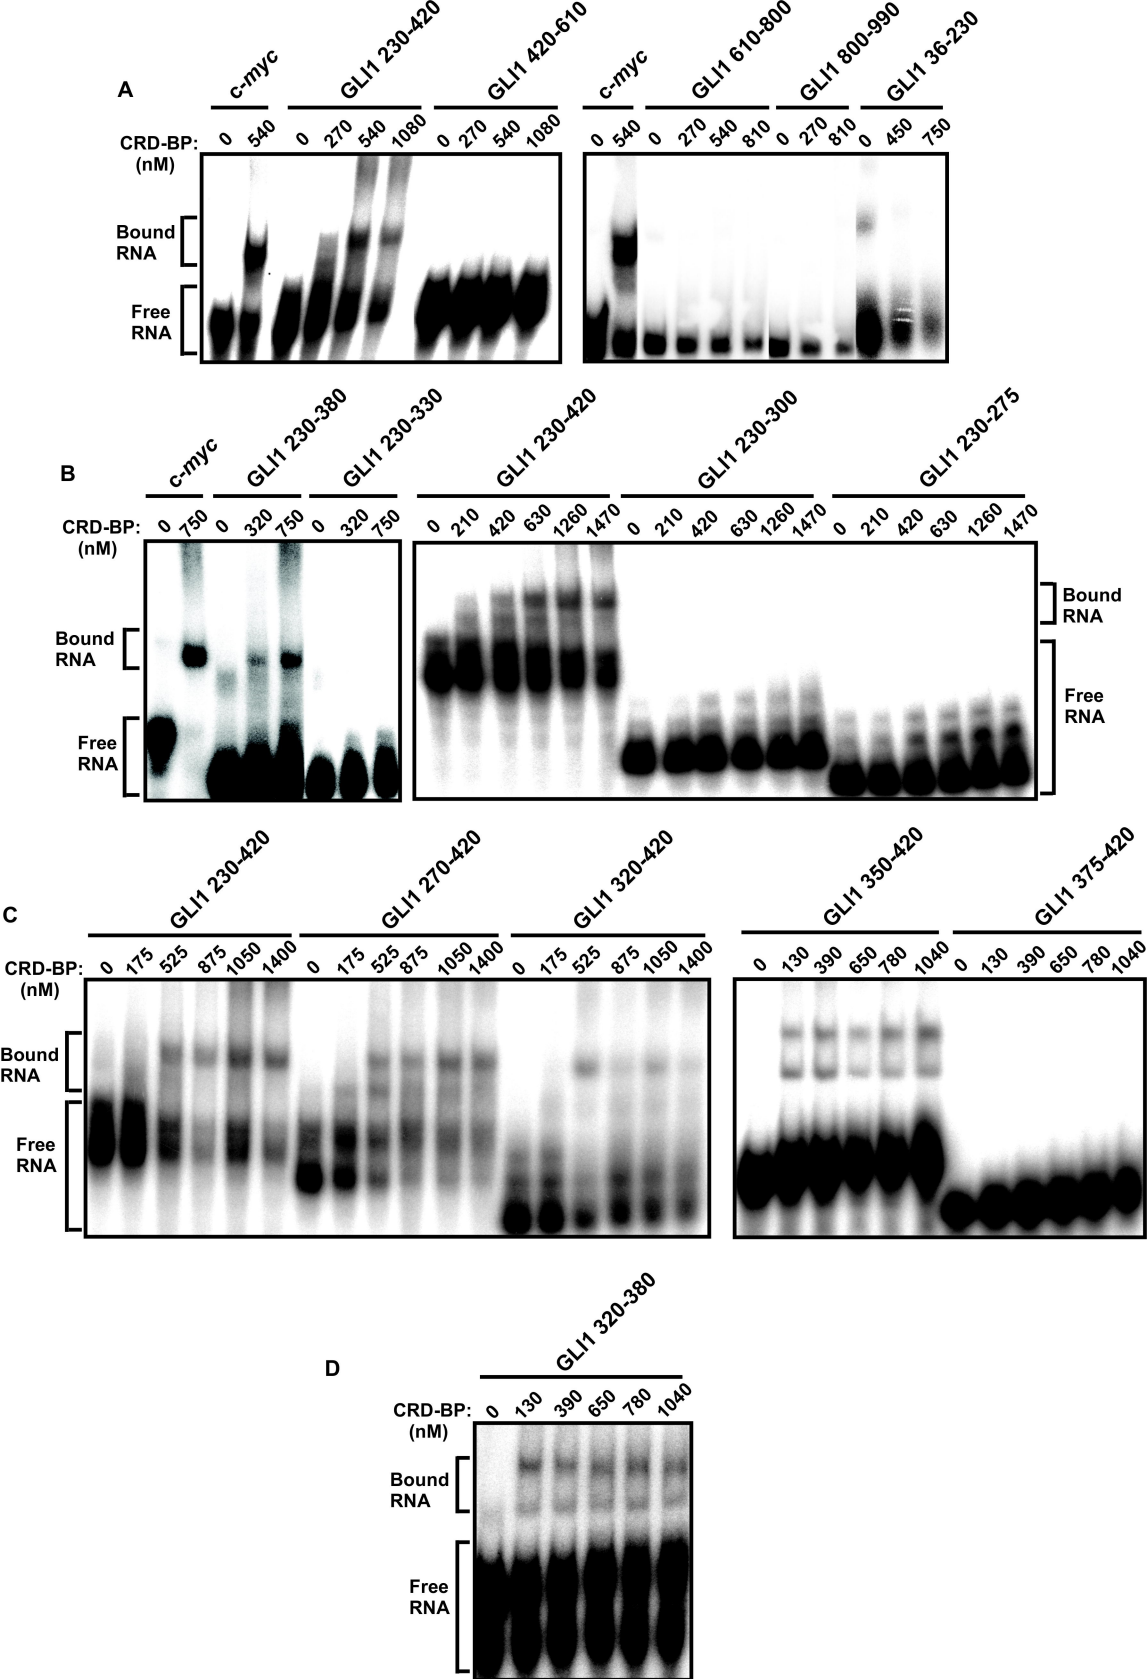 A
c-myc GLI1 230-420 GLI1 420-610 c-myc GLI1 610-800 GLI1 800-990 GLI1 36-230
CRD-BP: 0 540 0 270 540 1080 0 270 540 1080 0 540 0 270 540 810 0 270 810 0 450 750
(nM)
Bound
RNA
Free
RNA
B
c-myc GLI1 230-380 GLI1 230-330 GLI1 230-420 GLI1 230-300 GLI1 230-275
CRD-BP: 0 750 0 320 750 0 320 750 0 210 420 630 1260 1470 0 210 420 630 1260 1470 0 210 420 630 1260 1470
(nM)
Bound
RNA
Free
RNA
Bound
RNA
Free
RNA
C
GLI1 230-420 GLI1 270-420 GLI1 320-420 GLI1 350-420 GLI1 375-420
CRD-BP: 0 175 525 875 1050 1400 0 175 525 875 1050 1400 0 175 525 875 1050 1400 0 130 390 650 780 1040 0 130 390 650 780 1040
(nM)
Bound
RNA
Free
RNA
D
GLI1 320-380
CRD-BP: 0 130 390 650 780 1040
(nM)
Bound
RNA
Free
RNA